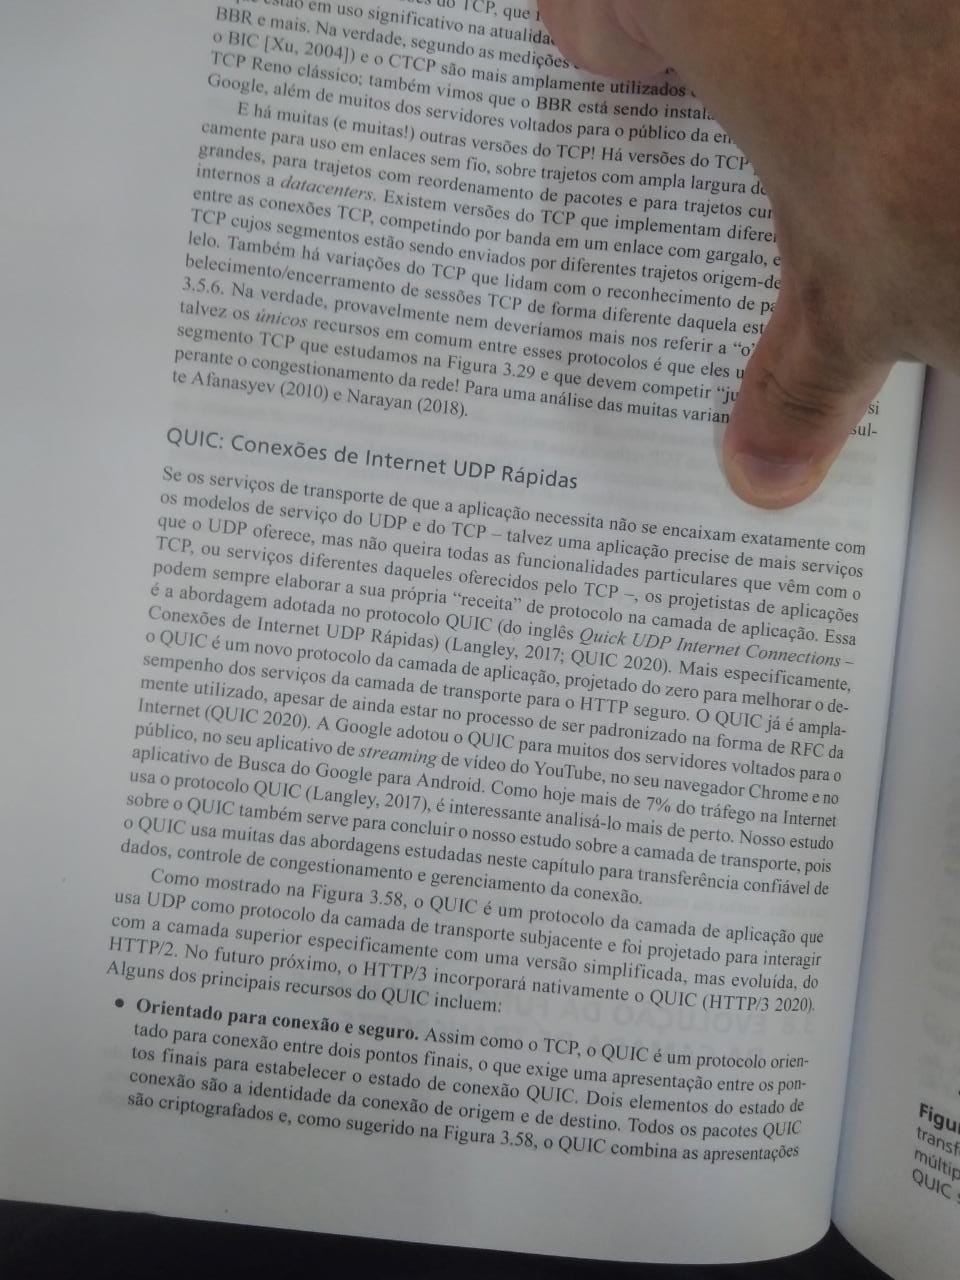 estão em uso significativo na atualida
BBR e mais. Na verdade, segundo as medições
o BIC [Xu, 2004]) e o CTCP são mais amplamente utilizados
TCP Reno clássico; também vimos que o BBR está sendo instala
Google, além de muitos dos servidores voltados para o público da em
E há muitas (e muitas!) outras versões do TCP! Há versões do TCP
camente para uso em enlaces sem fio, sobre trajetos com ampla largura de
grandes, para trajetos com reordenamento de pacotes e para trajetos cur
internos a datacenters. Existem versões do TCP que implementam difere
entre as conexões TCP, competindo por banda em um enlace com gargalo, e
TCP cujos segmentos estão sendo enviados por diferentes trajetos origem-de
lelo. Também há variações do TCP que lidam com o reconhecimento de pa
belecimento/encerramento de sessões TCP de forma diferente daquela est
3.5.6. Na verdade, provavelmente nem deveríamos mais nos referir a “o
talvez os únicos recursos em comum entre esses protocolos é que eles u
segmento TCP que estudamos na Figura 3.29 e que devem competir “ju si
perante o congestionamento da rede! Para uma análise das muitas varian sul-
te Afanasyev (2010) e Narayan (2018).
QUIC: Conexões de Internet UDP Rápidas
Se os serviços de transporte de que a aplicação necessita não se encaixam exatamente com
os modelos de serviço do UDP e do TCP – talvez uma aplicação precise de mais serviços
que o UDP oferece, mas não queira todas as funcionalidades particulares que vêm com o
TCP, ou serviços diferentes daqueles oferecidos pelo TCP –, os projetistas de aplicações
podem sempre elaborar a sua própria “receita” de protocolo na camada de aplicação. Essa
é a abordagem adotada no protocolo QUIC (do inglês Quick UDP Internet Connections –
Conexões de Internet UDP Rápidas) (Langley, 2017; QUIC 2020). Mais especificamente,
o QUIC é um novo protocolo da camada de aplicação, projetado do zero para melhorar o de-
sempenho dos serviços da camada de transporte para o HTTP seguro. O QUIC já é ampla-
mente utilizado, apesar de ainda estar no processo de ser padronizado na forma de RFC da
Internet (QUIC 2020). A Google adotou o QUIC para muitos dos servidores voltados para o
público, no seu aplicativo de streaming de vídeo do YouTube, no seu navegador Chrome e no
aplicativo de Busca do Google para Android. Como hoje mais de 7% do tráfego na Internet
usa o protocolo QUIC (Langley, 2017), é interessante analisá-lo mais de perto. Nosso estudo
sobre o QUIC também serve para concluir o nosso estudo sobre a camada de transporte, pois
o QUIC usa muitas das abordagens estudadas neste capítulo para transferência confiável de
dados, controle de congestionamento e gerenciamento da conexão.
Como mostrado na Figura 3.58, o QUIC é um protocolo da camada de aplicação que
usa UDP como protocolo da camada de transporte subjacente e foi projetado para interagir
com a camada superior especificamente com uma versão simplificada, mas evoluída, do
HTTP/2. No futuro próximo, o HTTP/3 incorporará nativamente o QUIC (HTTP/3 2020).
Alguns dos principais recursos do QUIC incluem:
• Orientado para conexão e seguro. Assim como o TCP, o QUIC é um protocolo orien-
tado para conexão entre dois pontos finais, o que exige uma apresentação entre os pon-
tos finais para estabelecer o estado de conexão QUIC. Dois elementos do estado de
conexão são a identidade da conexão de origem e de destino. Todos os pacotes QUIC
são criptografados e, como sugerido na Figura 3.58, o QUIC combina as apresentações
Figu
transf
múltip
QUIC